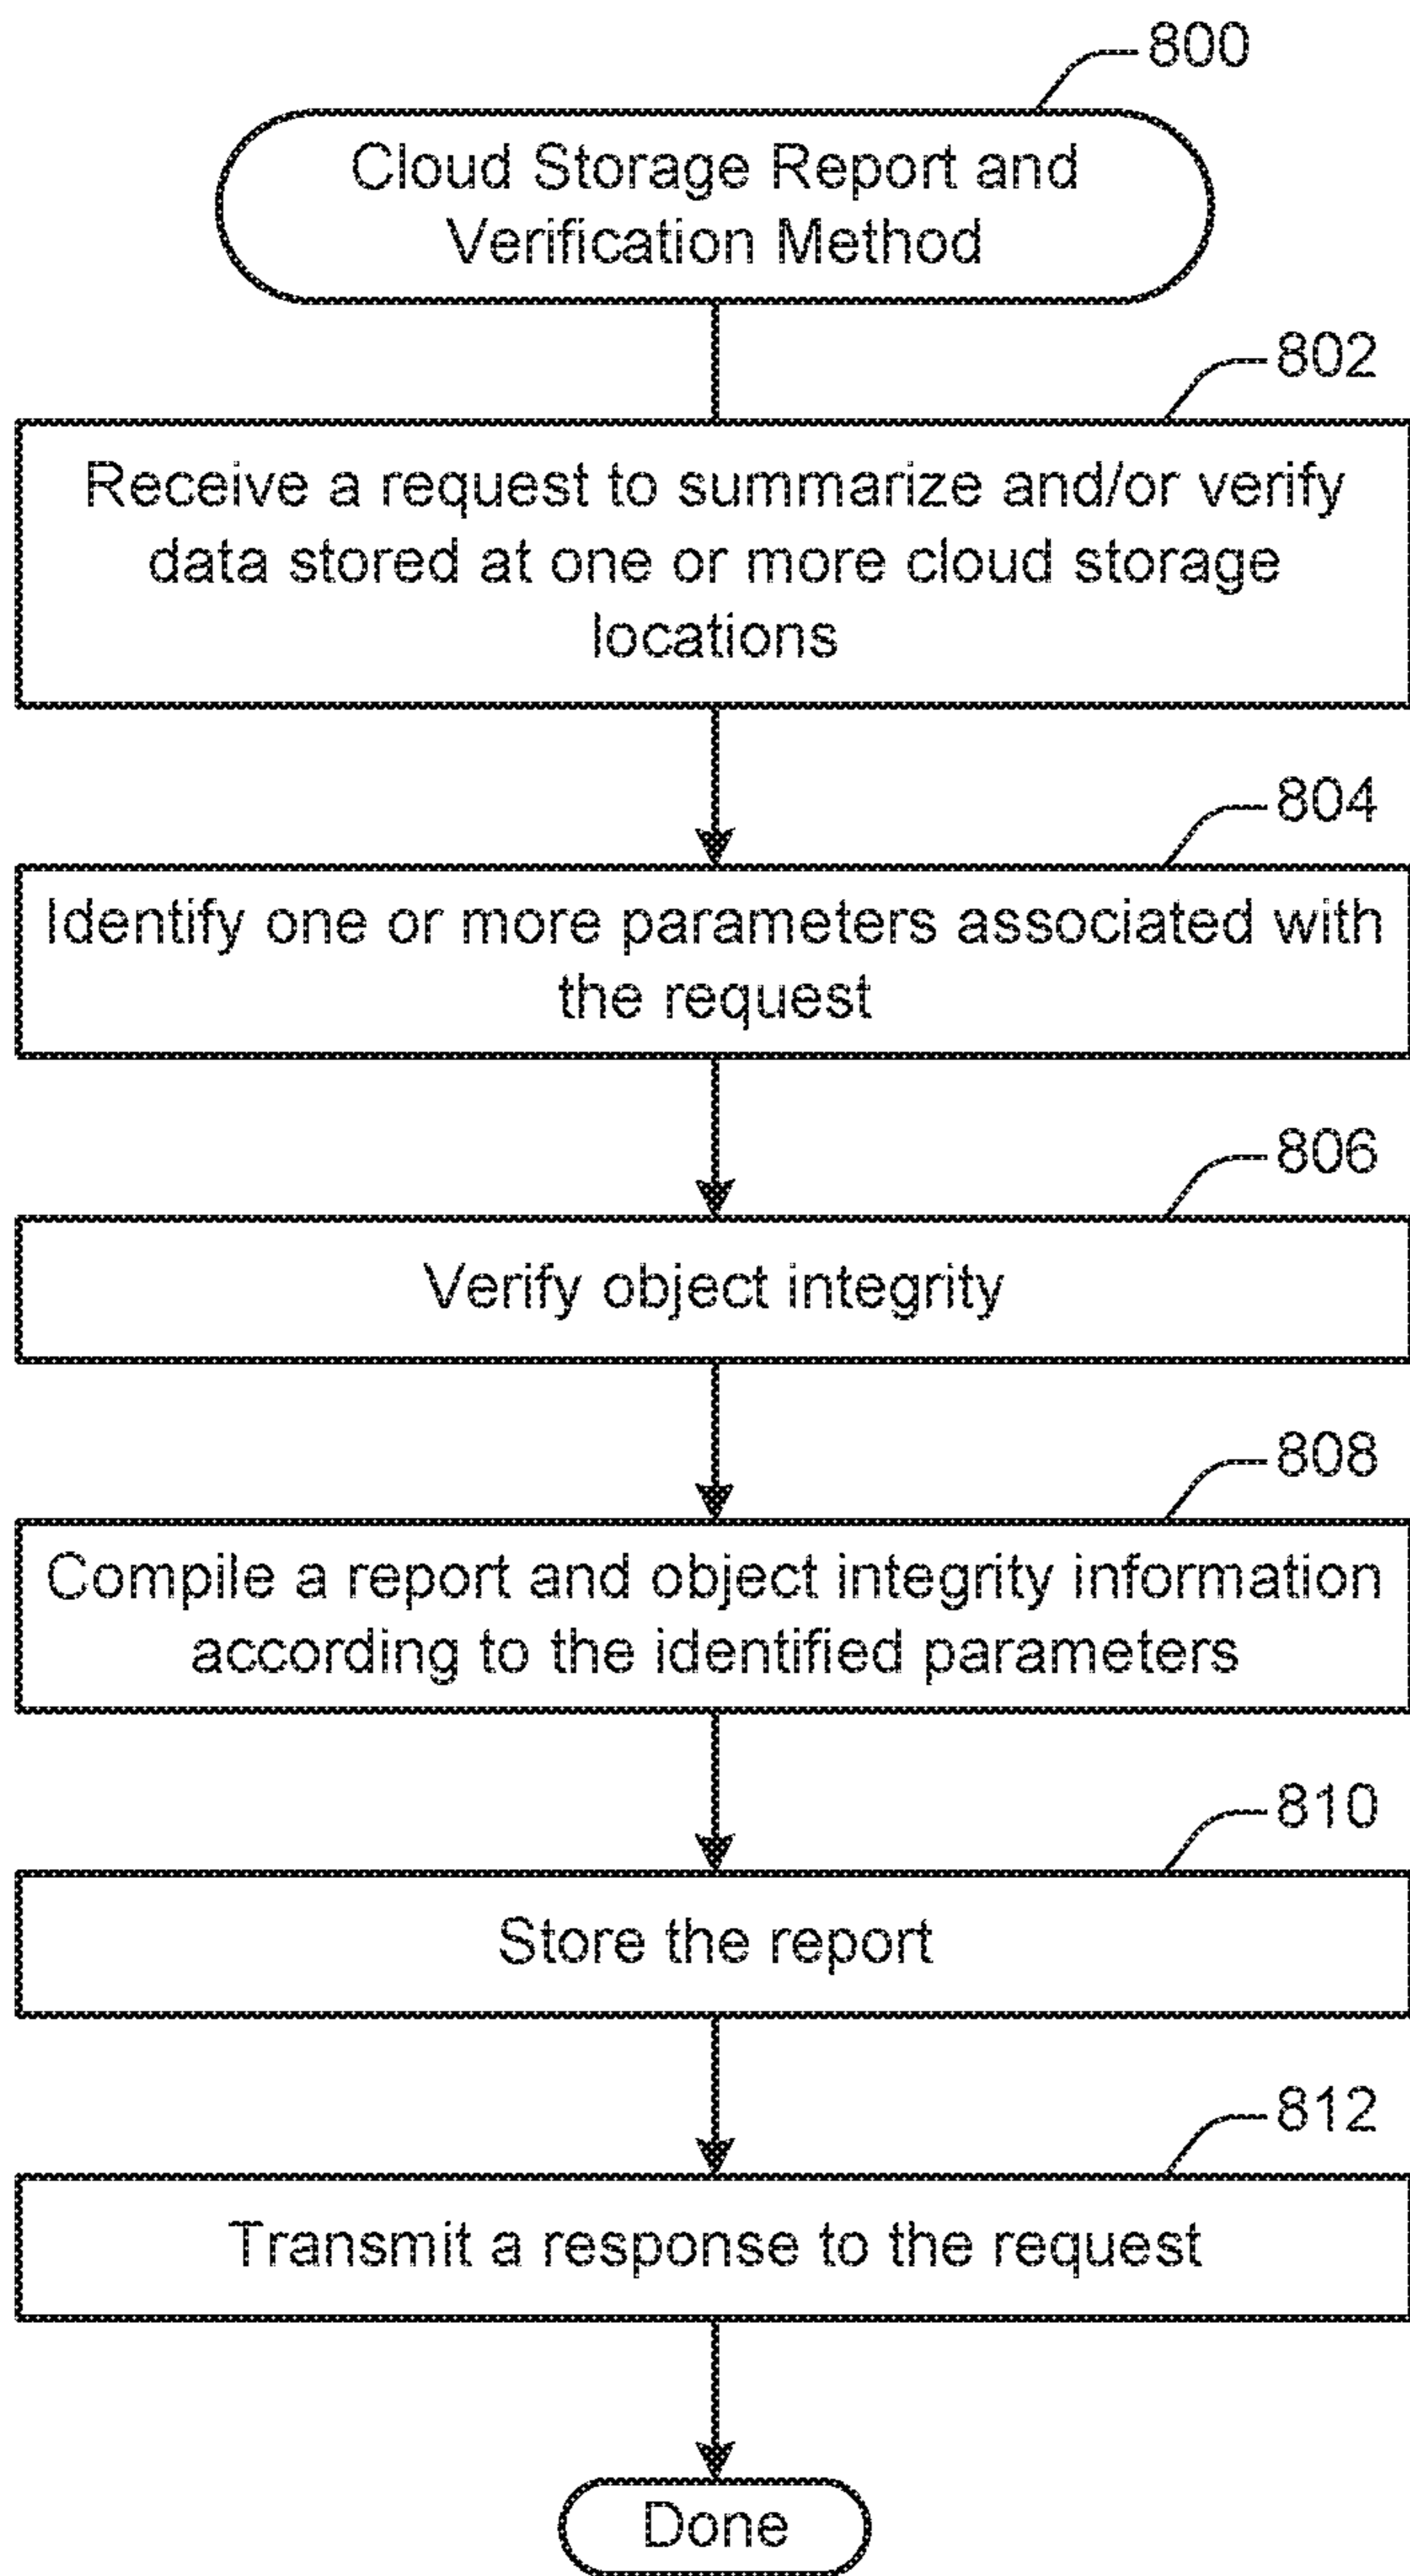 800
Cloud Storage Report and
Verification Method
802
Receive a request to summarize and/or verify
data stored at one or more cloud storage
locations
804
Identify one or more parameters associated with
the request
806
Verify object integrity
808
Compile a report and object integrity information
according to the identified parameters
810
Store the report
812
Transmit a response to the request
Done